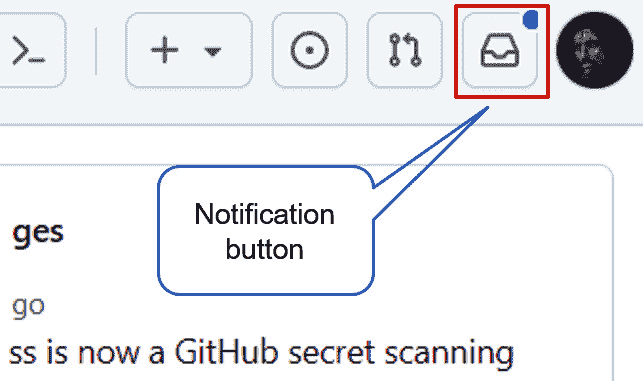 Notification
button
ges
go
ss is now a GitHub secret scanning